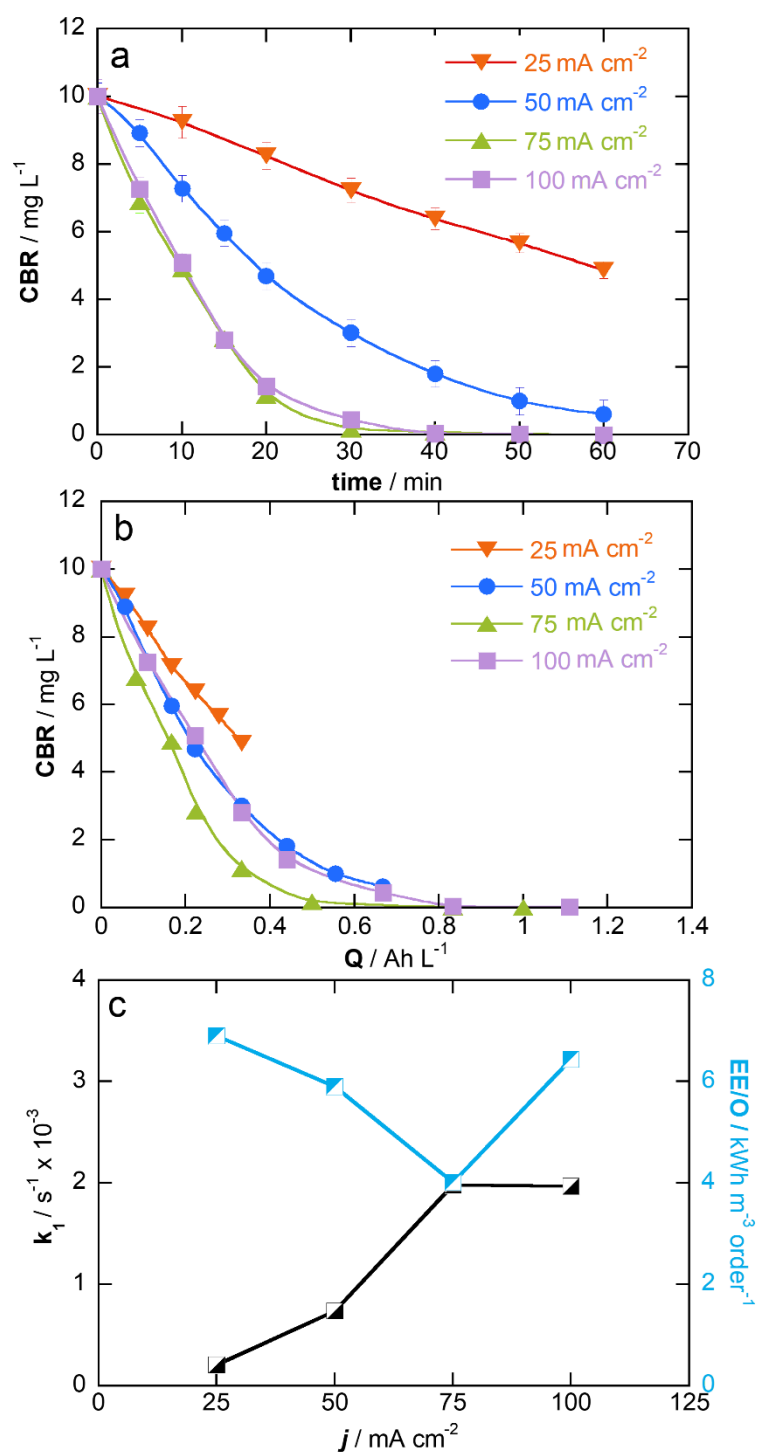 a
12
10
8
6
4
2
0
CBR / mg L⁻¹
25 mA cm⁻²
50 mA cm⁻²
75 mA cm⁻²
100 mA cm⁻²
0 10 20 30 40 50 60 70
time / min
b
12
10
8
6
4
2
0
CBR / mg L⁻¹
25 mA cm⁻²
50 mA cm⁻²
75 mA cm⁻²
100 mA cm⁻²
0 0.2 0.4 0.6 0.8 1 1.2 1.4
Q / Ah L⁻¹
c
4
3
2
1
0
k₁ / s⁻¹ x 10⁻³
8
6
4
2
0
EE/O / kWh m⁻³ order⁻¹
0 25 50 75 100 125
j / mA cm⁻²